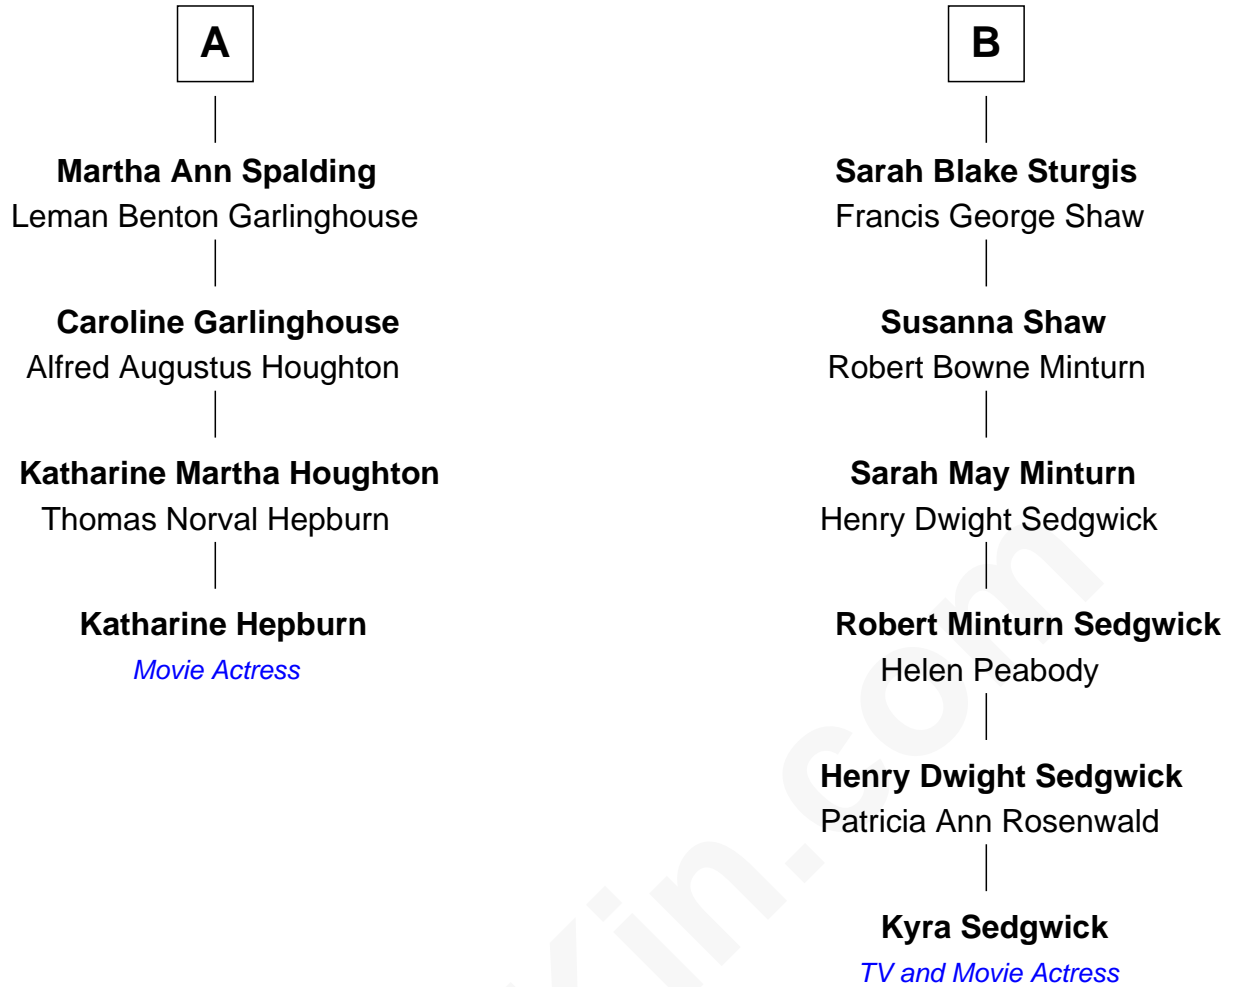 A
Martha Ann Spalding
Leman Benton Garlinghouse
Caroline Garlinghouse
Alfred Augustus Houghton
Katharine Martha Houghton
Thomas Norval Hepburn
Katharine Hepburn
Movie Actress
B
Sarah Blake Sturgis
Francis George Shaw
Susanna Shaw
Robert Bowne Minturn
Sarah May Minturn
Henry Dwight Sedgwick
Robert Minturn Sedgwick
Helen Peabody
Henry Dwight Sedgwick
Patricia Ann Rosenwald
Kyra Sedgwick
TV and Movie Actress
Kin.com